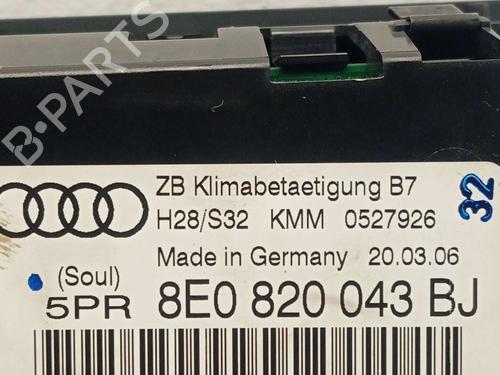 B-PARTS
ZB Klimabetaetigung B7
H28/S32 KMM 0527926
32
Made in Germany 20.03.06
(Soul)
5PR 8E0 820 043 BJ